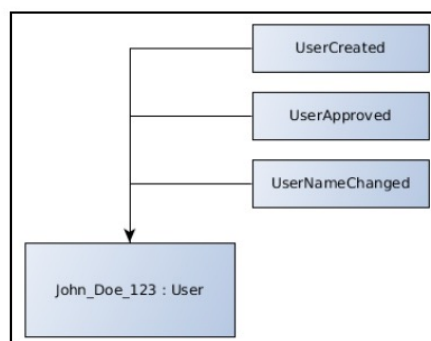 UserCreated
UserApproved
UserNameChanged
John_Doe_123 : User